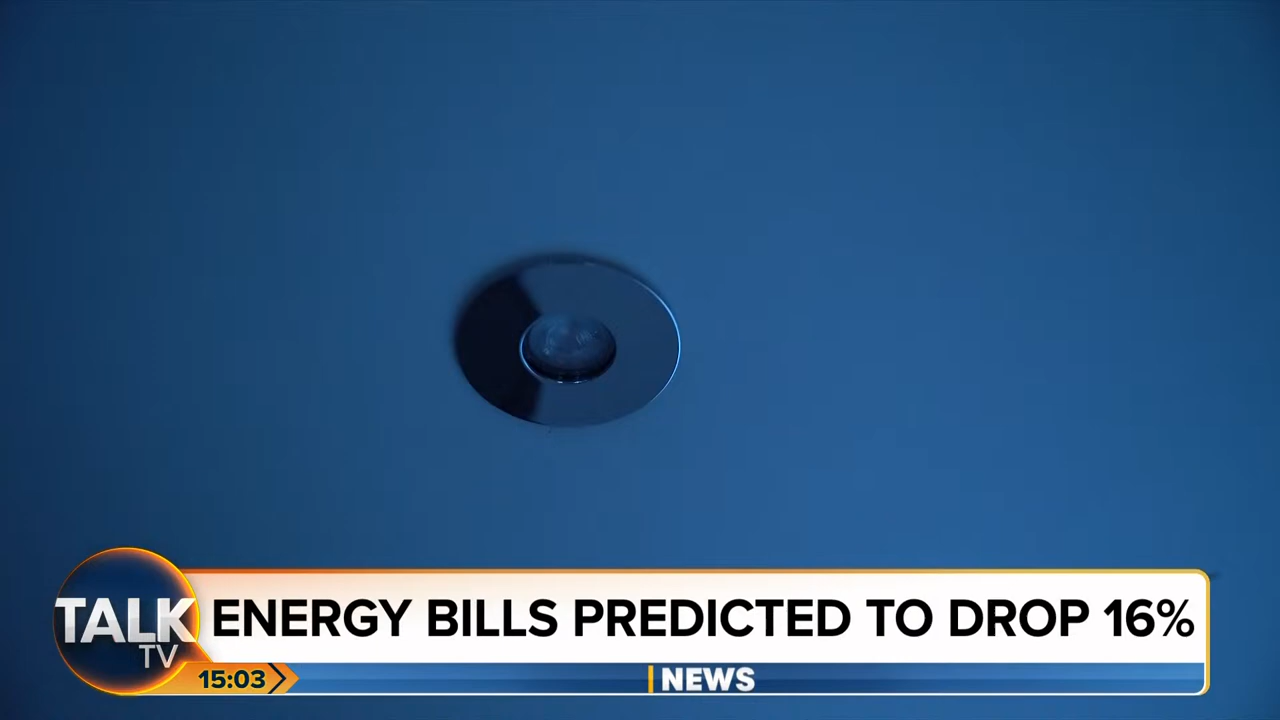 TALK
TV
ENERGY BILLS PREDICTED TO DROP 16%
15:03
NEWS